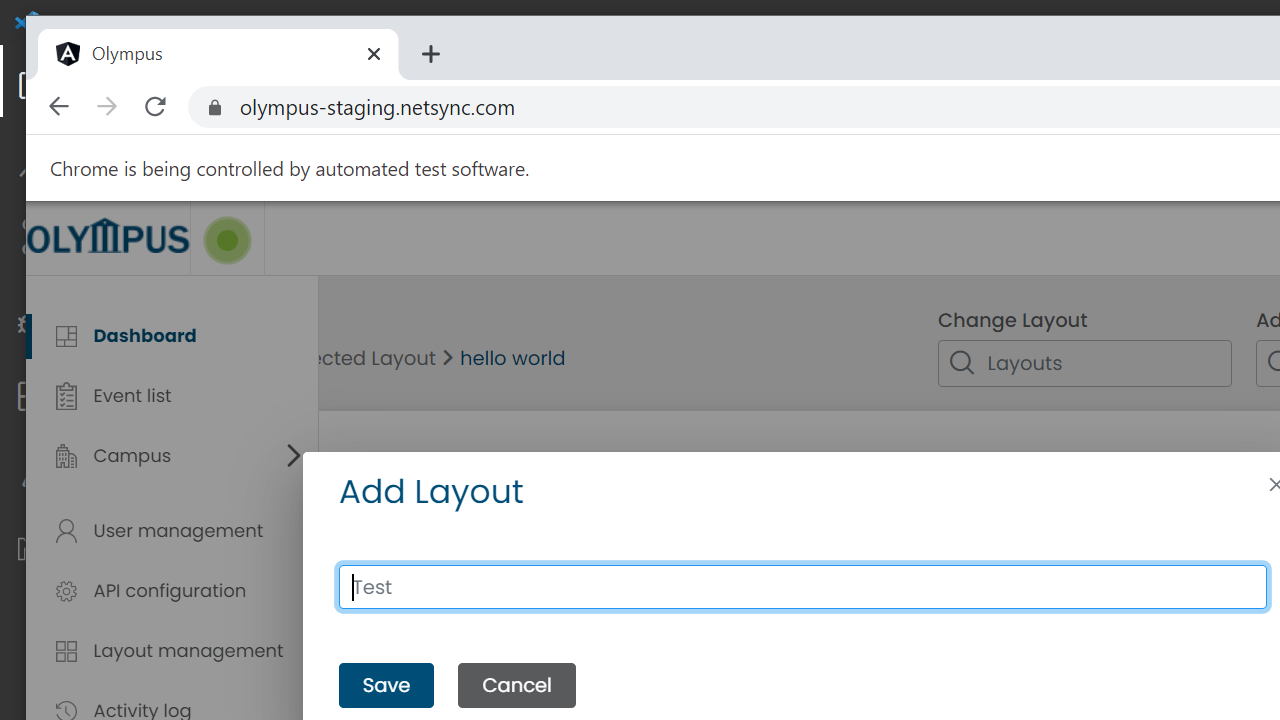 Olympus
olympus-staging.netsync.com
Chrome is being controlled by automated test software.
OLYMPUS
Change Layout
ected Layout > hello world
Layouts
Dashboard
Event list
Campus
User management
API configuration
Layout management
Activity log
Add Layout
Test
Save Cancel